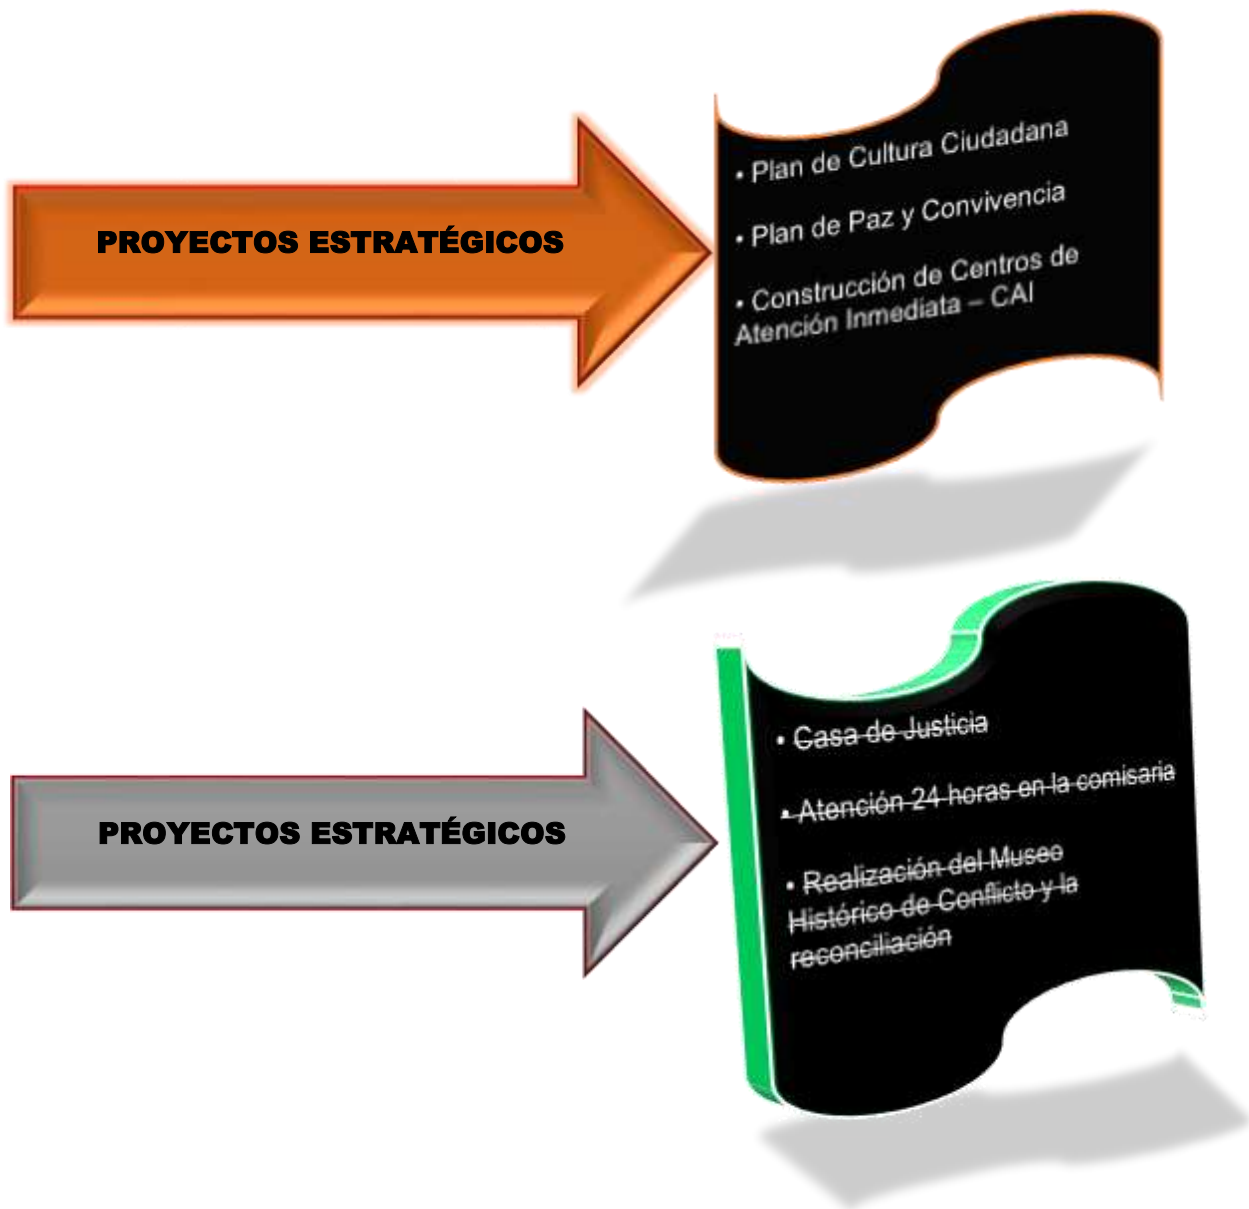 PROYECTOS ESTRATÉGICOS
• Plan de Cultura Ciudadana
• Plan de Paz y Convivencia
• Construcción de Centros de
Atención Inmediata – CAI
PROYECTOS ESTRATÉGICOS
• Casa de Justicia
• Atención 24 horas en la comisaria
• Realización del Museo
Histórico de Conflicto y la
reconciliación